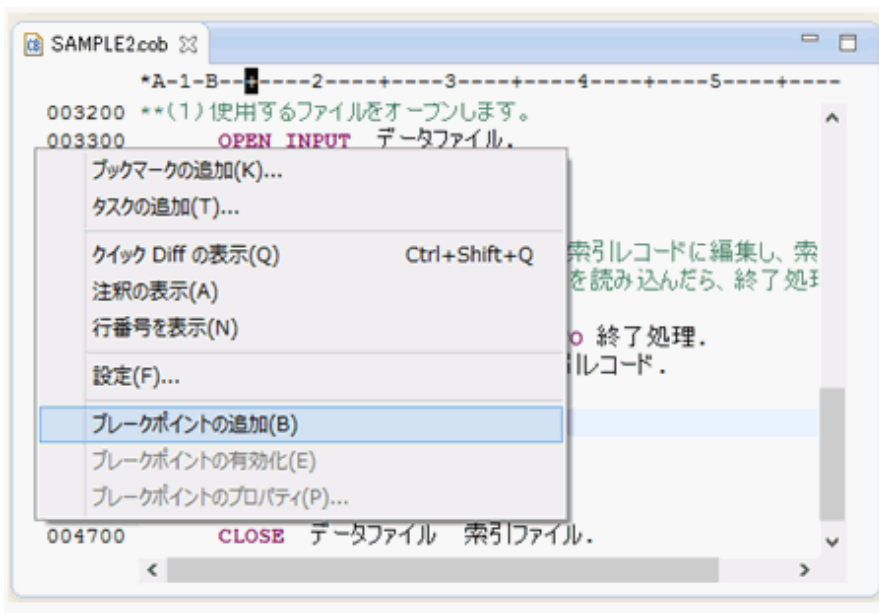 SAMPLE2.cob
*A-1-B--+----2----+----3----+----4----+----5----+----
003200 **(1)使用するファイルをオープンします。
003300 OPEN INPUT データファイル.
ブックマークの追加(K)...
タスクの追加(T)...
クイック Diff の表示(Q) Ctrl+Shift+Q 索引レコードに編集し、索
注釈の表示(A) を読み込んだら、終了処
行番号を表示(N) o 終了処理.
設定(F)... レコード.
ブレークポイントの追加(B)
ブレークポイントの有効化(E)
ブレークポイントのプロパティ(P)...
004700 CLOSE データファイル 索引ファイル.